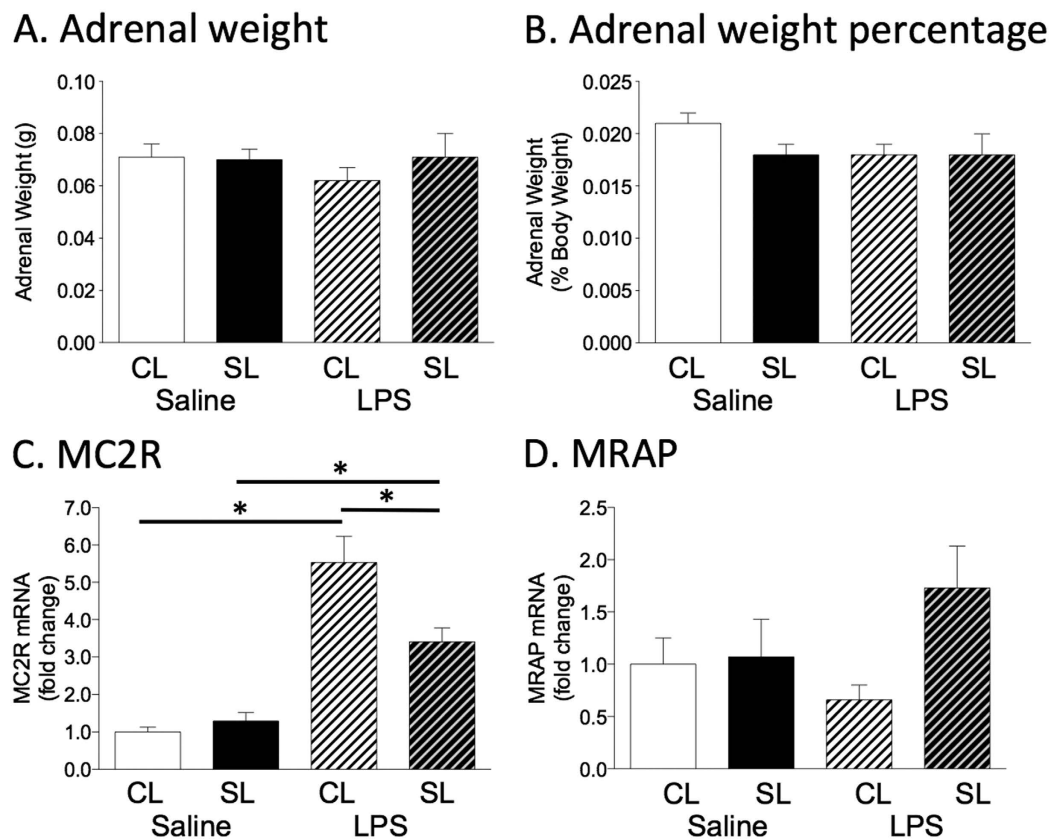 A. Adrenal weight
Adrenal Weight (g)
0.10
0.08
0.06
0.04
0.02
0.00
CL SL CL SL
Saline LPS
B. Adrenal weight percentage
Adrenal Weight
(% Body Weight)
0.020
0.015
0.010
0.005
0.000
CL SL CL SL
Saline LPS
C. MC2R
MC2R mRNA
(fold change)
7.0
6.0
5.0
4.0
3.0
2.0
1.0
0.0
*
*
*
CL SL CL SL
Saline LPS
D. MRAP
MRAP mRNA
(fold change)
2.5
2.0
1.5
1.0
0.5
0.0
CL SL CL SL
Saline LPS